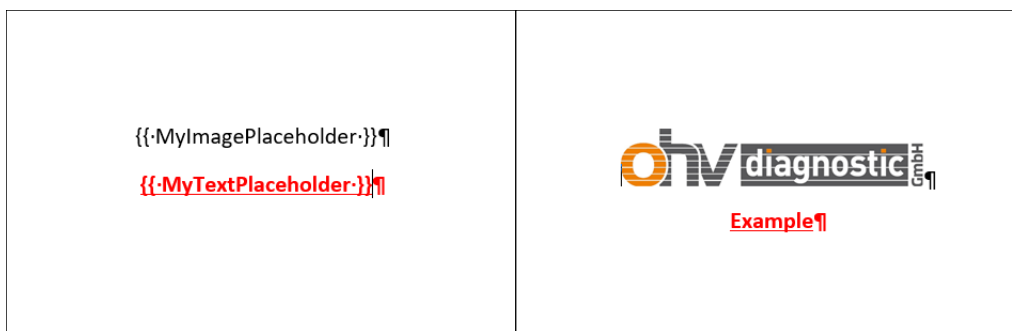 {{·MyImagePlaceholder·}}¶
{{·MyTextPlaceholder·}}¶
ohv diagnostic GmbH¶
Example¶